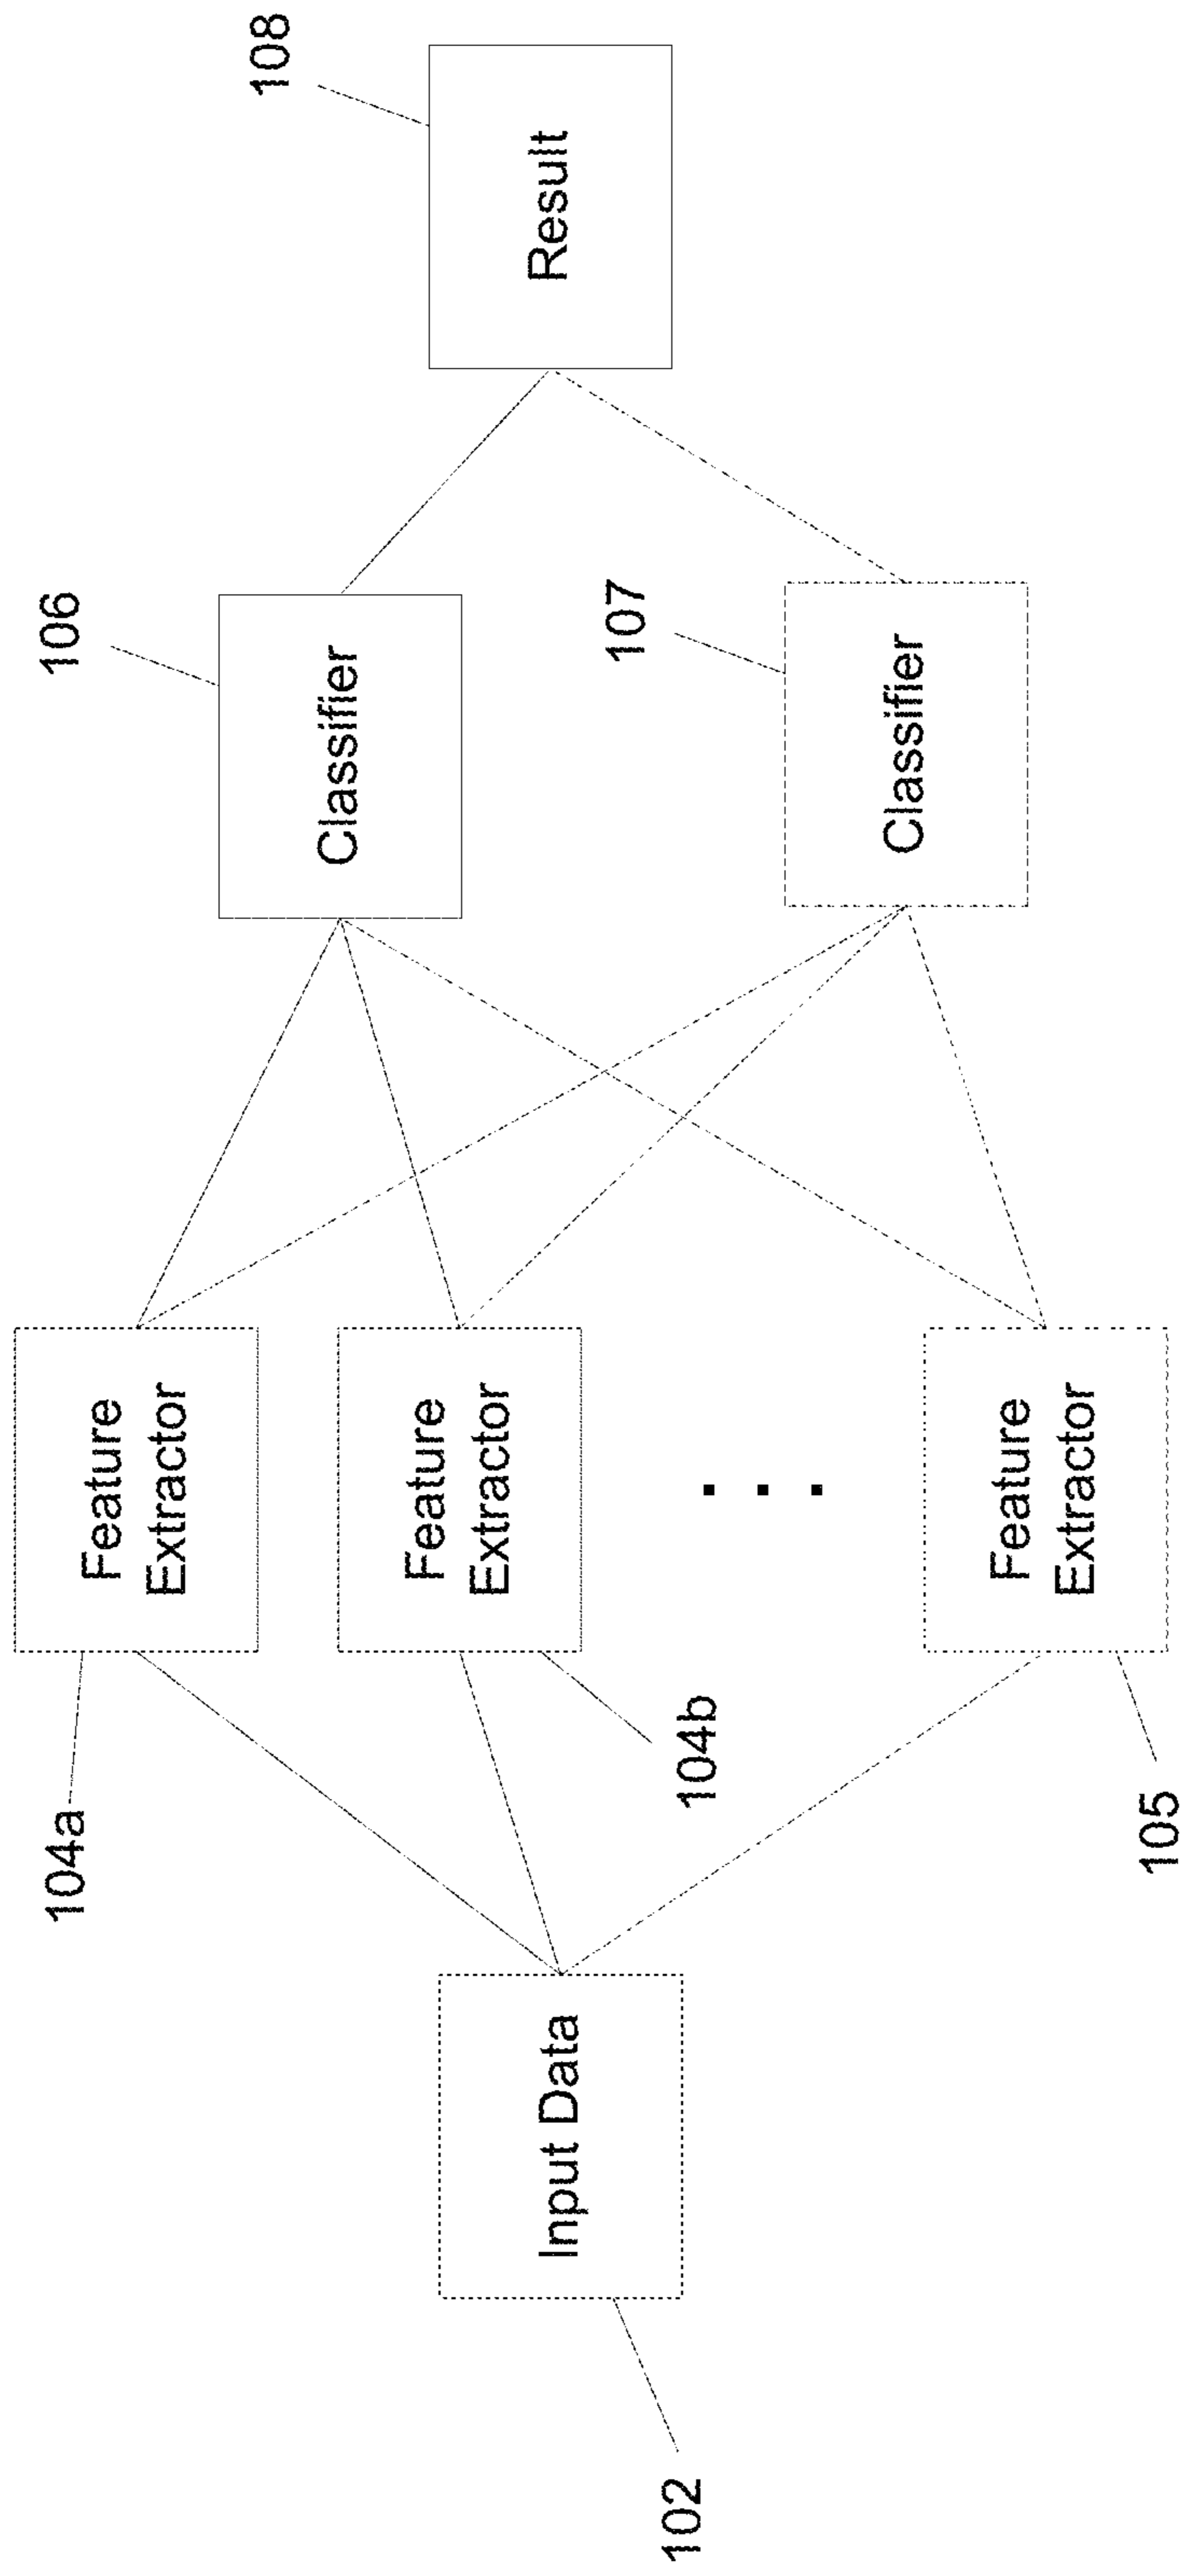 102
Input Data
104a
Feature
Extractor
104b
Feature
Extractor
. . .
105
Feature
Extractor
106
Classifier
107
Classifier
108
Result